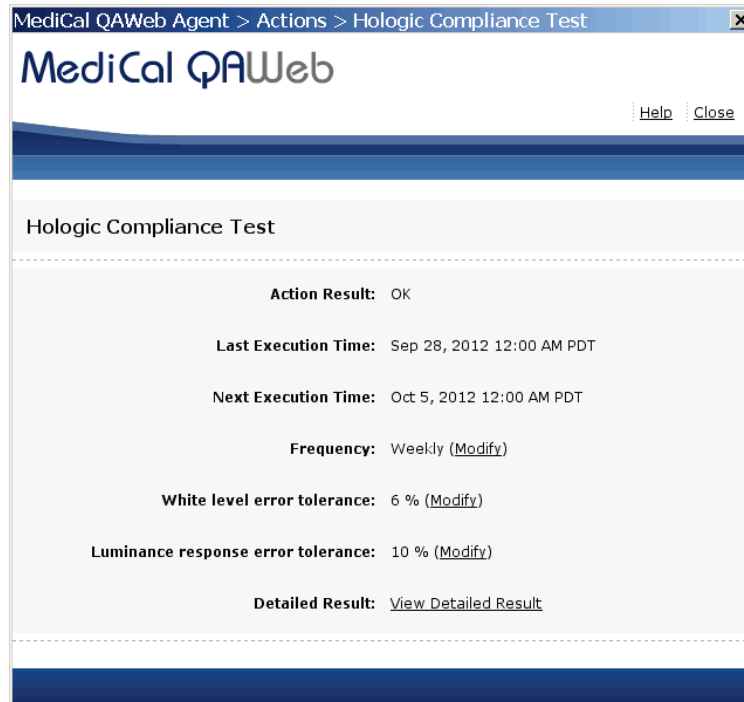 MediCal QAWeb Agent > Actions > Hologic Compliance Test
MediCal QAWeb
Help Close
Hologic Compliance Test
Action Result: OK
Last Execution Time: Sep 28, 2012 12:00 AM PDT
Next Execution Time: Oct 5, 2012 12:00 AM PDT
Frequency: Weekly (Modify)
White level error tolerance: 6 % (Modify)
Luminance response error tolerance: 10 % (Modify)
Detailed Result: View Detailed Result